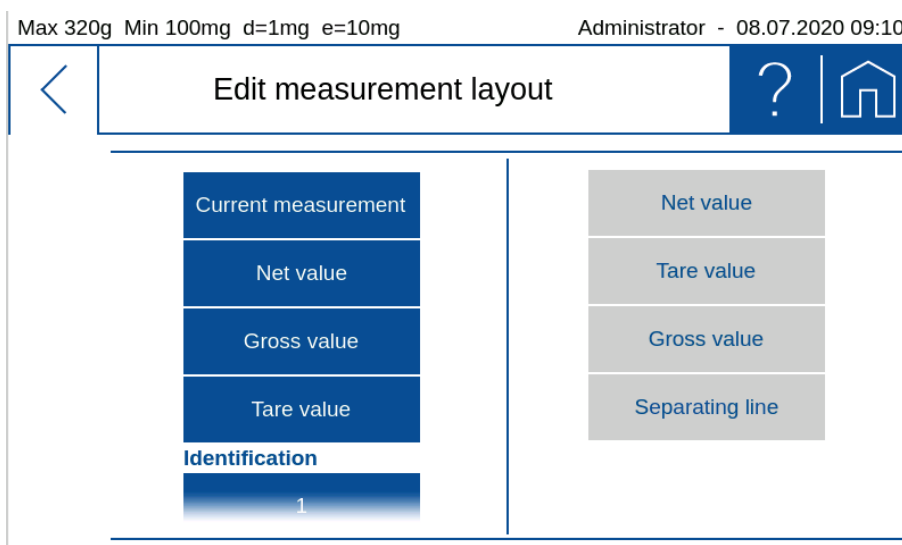 Max 320g  Min 100mg  d=1mg  e=10mg
Administrator  -  08.07.2020 09:10
Edit measurement layout
?
Current measurement
Net value
Gross value
Tare value
Identification
1
Net value
Tare value
Gross value
Separating line